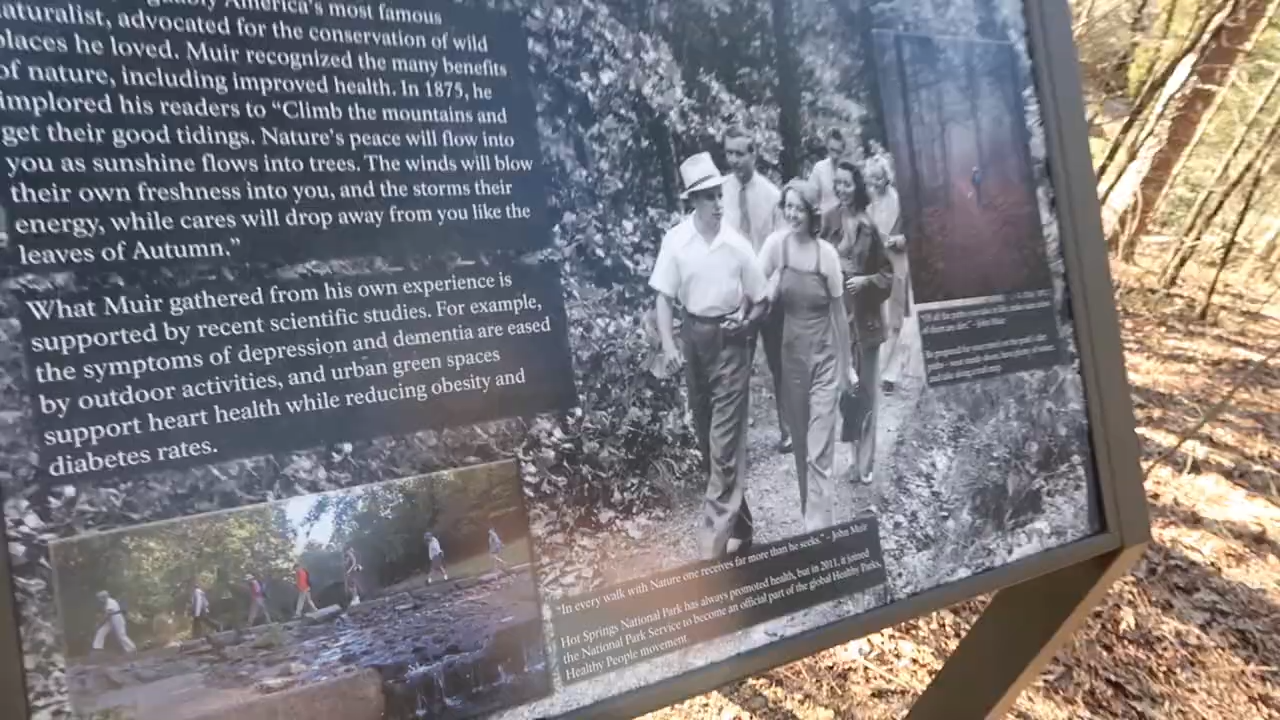 America's most famous
naturalist, advocated for the conservation of wild
places he loved. Muir recognized the many benefits
of nature, including improved health. In 1875, he
implored his readers to “Climb the mountains and
get their good tidings. Nature's peace will flow into
you as sunshine flows into trees. The winds will blow
their own freshness into you, and the storms their
energy, while cares will drop away from you like the
leaves of Autumn.”
What Muir gathered from his own experience is
supported by recent scientific studies. For example,
the symptoms of depression and dementia are eased
by outdoor activities, and urban green spaces
support heart health while reducing obesity and
diabetes rates.
“In every walk with Nature one receives far more than he seeks.” - John Muir
Hot Springs National Park has always promoted health, but in 2011, it joined
the National Park Service to become an official part of the global Healthy Parks,
Healthy People movement.